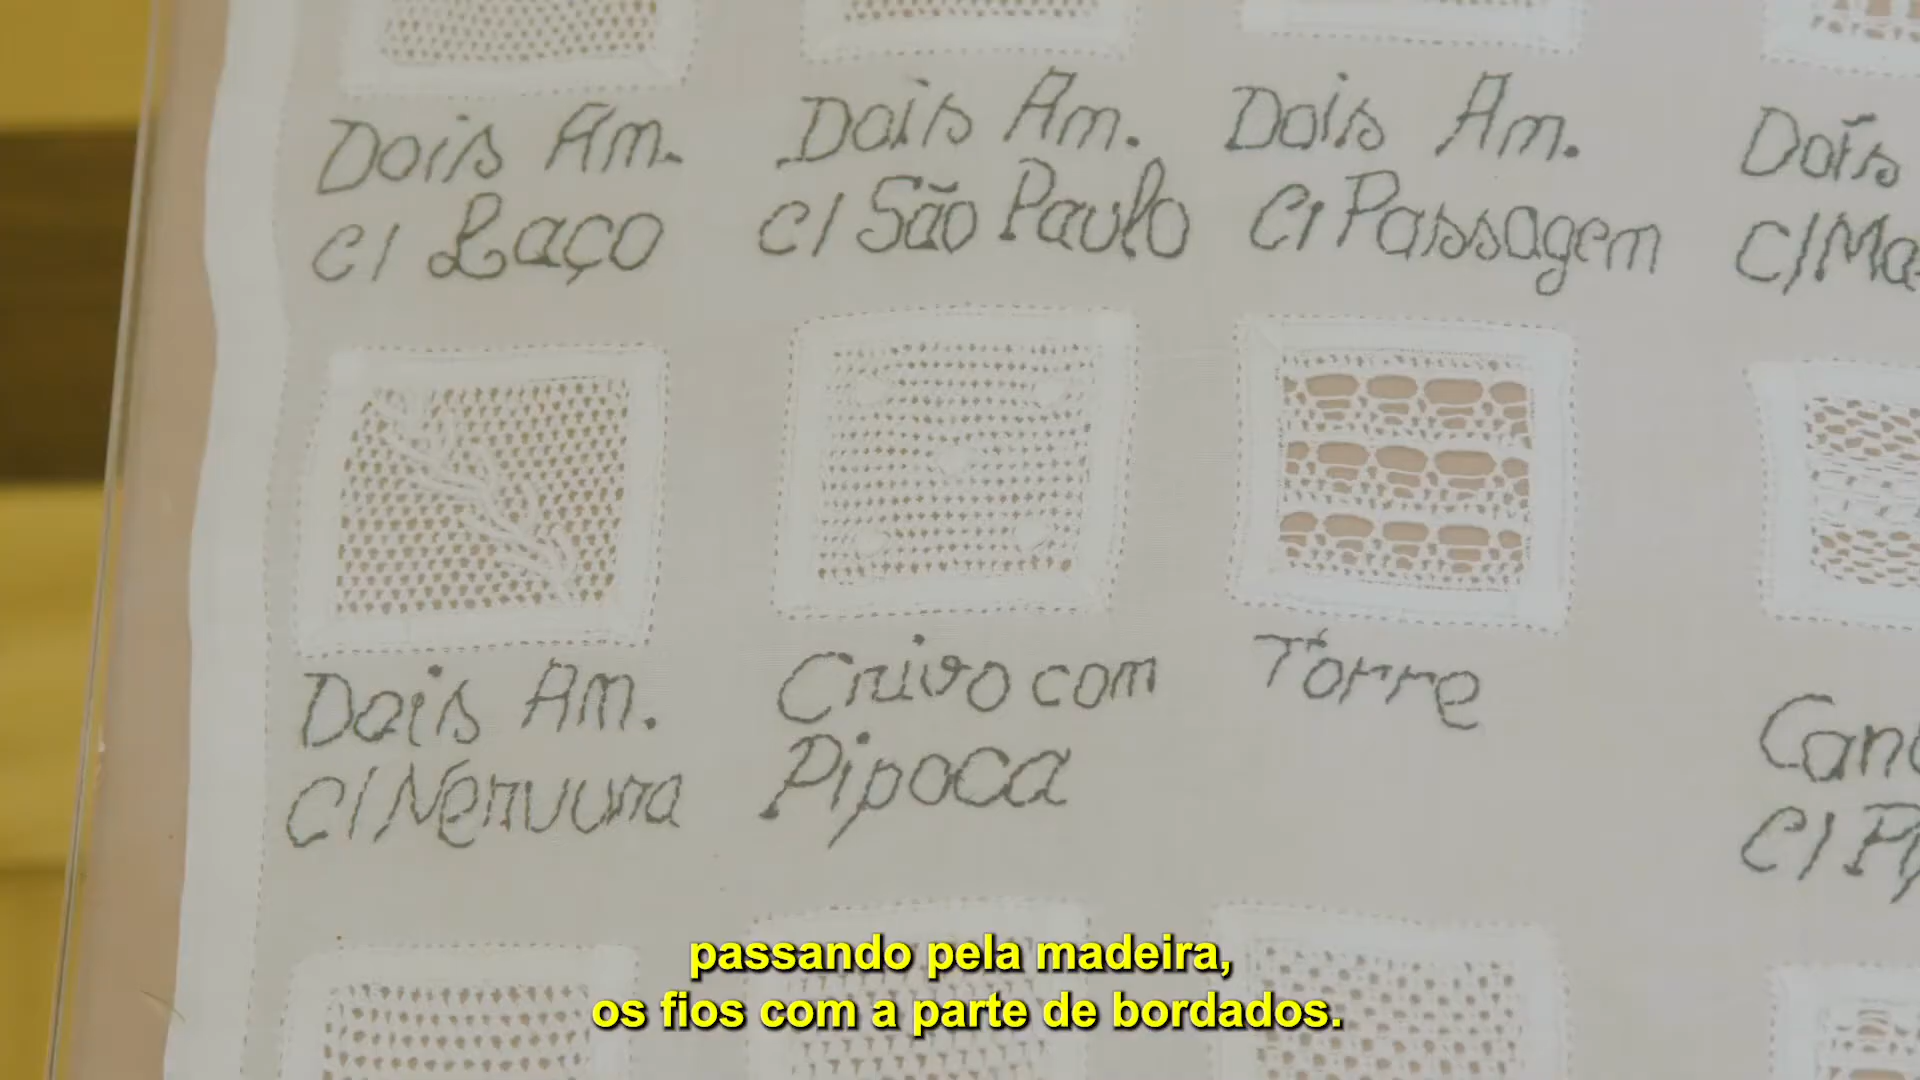 Dois Am.
c/ Laço
Dois Am.
c/ São Paulo
Dois Am.
c/ Passagem
Dois
c/ Ma
Dois Am.
c/ Nervura
Crivo com
Pipoca
Torre
c/
passando pela madeira,
os fios com a parte de bordados.